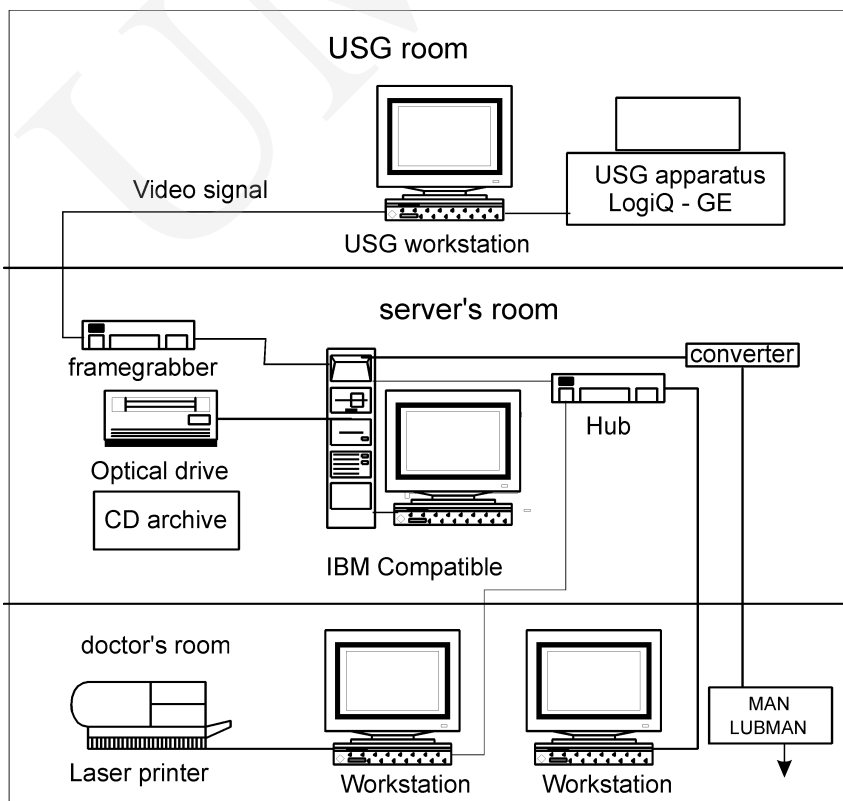 USG room
USG apparatus
LogiQ - GE
Video signal
USG workstation
server's room
framegrabber
converter
Hub
Optical drive
CD archive
IBM Compatible
doctor's room
MAN
LUBMAN
Laser printer
Workstation
Workstation